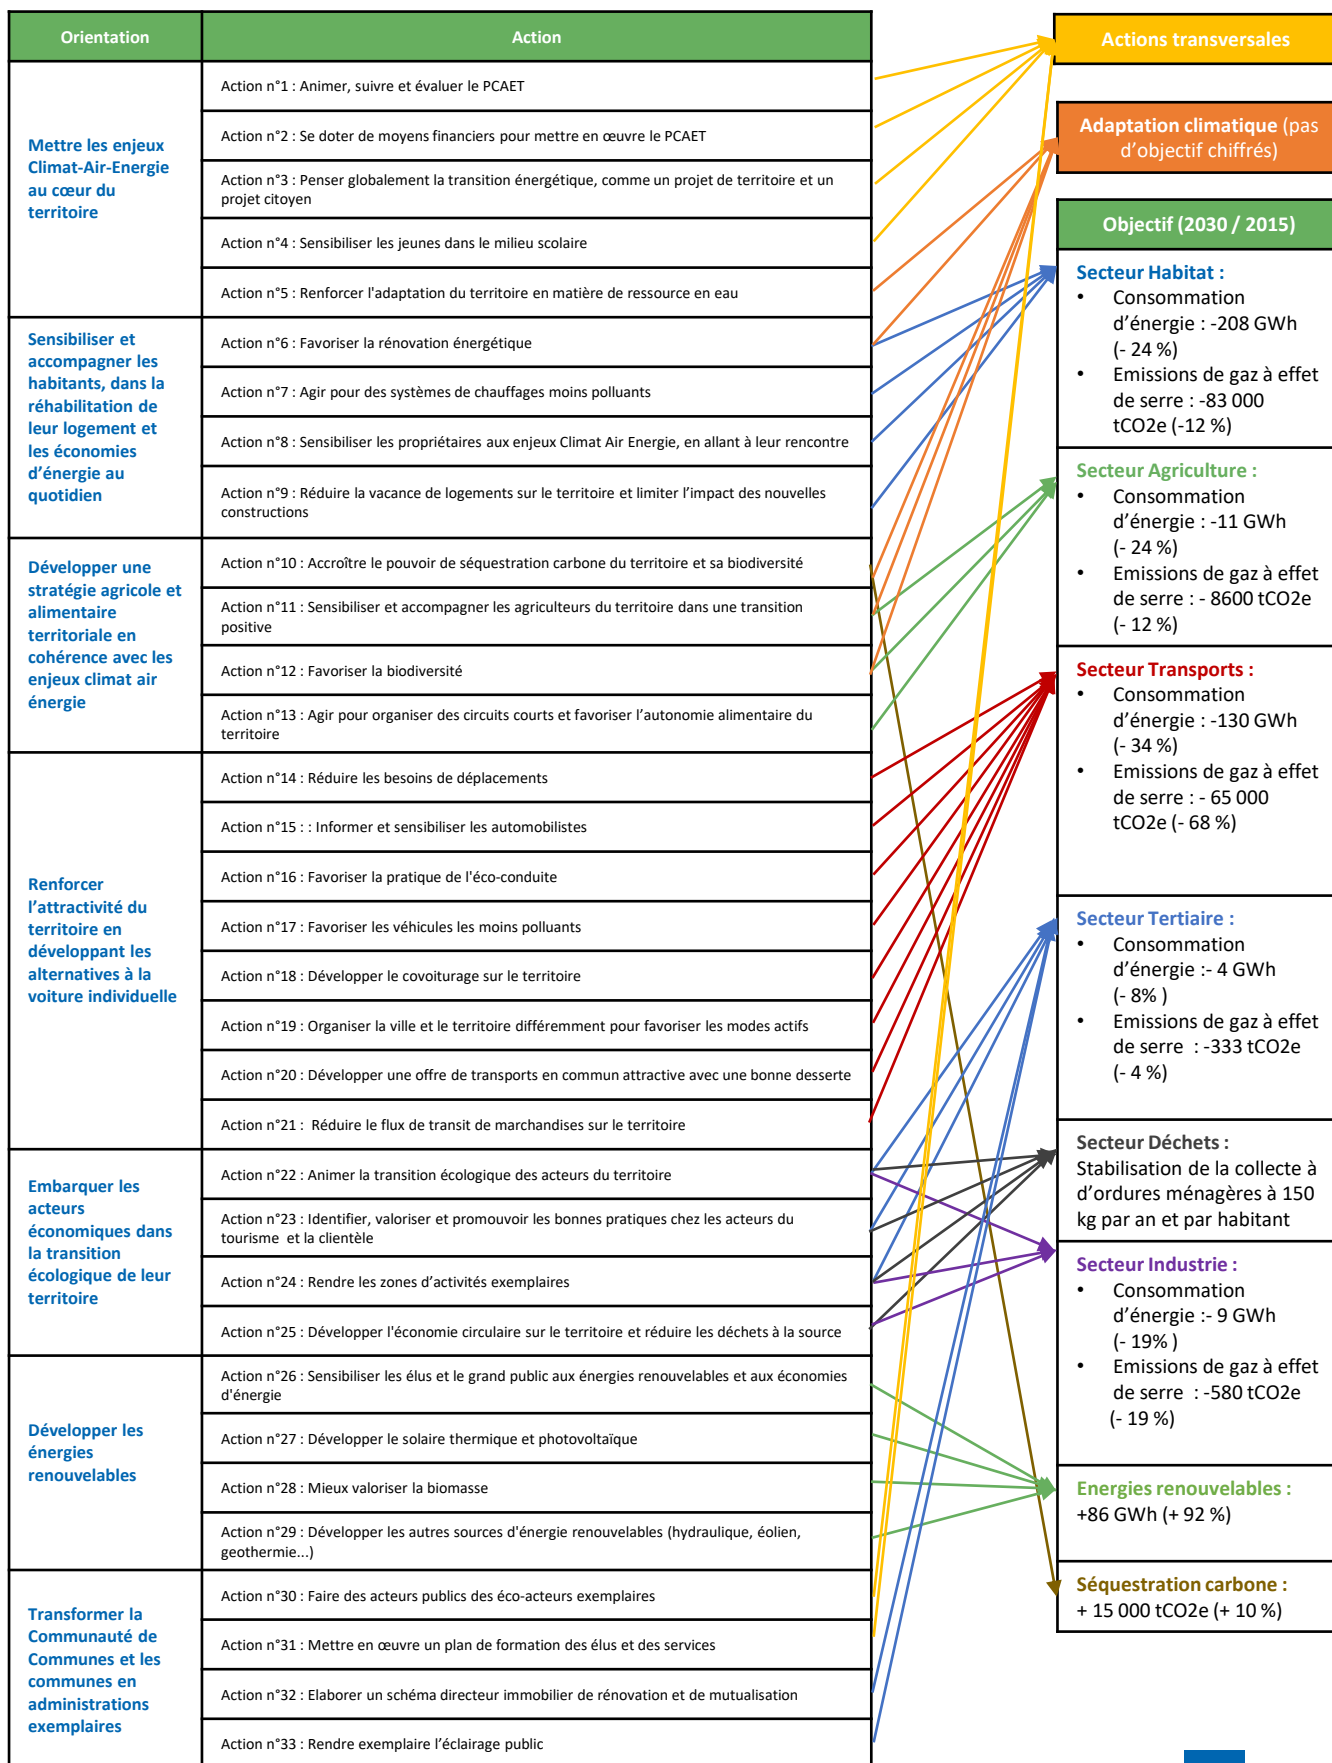 Orientation
Action
Mettre les enjeux
Climat-Air-Energie
au cœur du
territoire
Action n°1 : Animer, suivre et évaluer le PCAET
Action n°2 : Se doter de moyens financiers pour mettre en œuvre le PCAET
Action n°3 : Penser globalement la transition énergétique, comme un projet de territoire et un
projet citoyen
Action n°4 : Sensibiliser les jeunes dans le milieu scolaire
Action n°5 : Renforcer l'adaptation du territoire en matière de ressource en eau
Sensibiliser et
accompagner les
habitants, dans la
réhabilitation de
leur logement et
les économies
d'énergie au
quotidien
Action n°6 : Favoriser la rénovation énergétique
Action n°7 : Agir pour des systèmes de chauffages moins polluants
Action n°8 : Sensibiliser les propriétaires aux enjeux Climat Air Energie, en allant à leur rencontre
Action n°9 : Réduire la vacance de logements sur le territoire et limiter l'impact des nouvelles
constructions
Développer une
stratégie agricole et
alimentaire
territoriale en
cohérence avec les
enjeux climat air
énergie
Action n°10 : Accroître le pouvoir de séquestration carbone du territoire et sa biodiversité
Action n°11 : Sensibiliser et accompagner les agriculteurs du territoire dans une transition
positive
Action n°12 : Favoriser la biodiversité
Action n°13 : Agir pour organiser des circuits courts et favoriser l'autonomie alimentaire du
territoire
Renforcer
l'attractivité du
territoire en
développant les
alternatives à la
voiture individuelle
Action n°14 : Réduire les besoins de déplacements
Action n°15 : : Informer et sensibiliser les automobilistes
Action n°16 : Favoriser la pratique de l'éco-conduite
Action n°17 : Favoriser les véhicules les moins polluants
Action n°18 : Développer le covoiturage sur le territoire
Action n°19 : Organiser la ville et le territoire différemment pour favoriser les modes actifs
Action n°20 : Développer une offre de transports en commun attractive avec une bonne desserte
Action n°21 :  Réduire le flux de transit de marchandises sur le territoire
Embarquer les
acteurs
économiques dans
la transition
écologique de leur
territoire
Action n°22 : Animer la transition écologique des acteurs du territoire
Action n°23 : Identifier, valoriser et promouvoir les bonnes pratiques chez les acteurs du
tourisme  et la clientèle
Action n°24 : Rendre les zones d'activités exemplaires
Action n°25 : Développer l'économie circulaire sur le territoire et réduire les déchets à la source
Développer les
énergies
renouvelables
Action n°26 : Sensibiliser les élus et le grand public aux énergies renouvelables et aux économies
d'énergie
Action n°27 : Développer le solaire thermique et photovoltaïque
Action n°28 : Mieux valoriser la biomasse
Action n°29 : Développer les autres sources d'énergie renouvelables (hydraulique, éolien,
geothermie...)
Transformer la
Communauté de
Communes et les
communes en
administrations
exemplaires
Action n°30 : Faire des acteurs publics des éco-acteurs exemplaires
Action n°31 : Mettre en œuvre un plan de formation des élus et des services
Action n°32 : Elaborer un schéma directeur immobilier de rénovation et de mutualisation
Action n°33 : Rendre exemplaire l'éclairage public
Actions transversales
Adaptation climatique (pas
d'objectif chiffrés)
Objectif (2030 / 2015)
Secteur Habitat :
• Consommation
d'énergie : -208 GWh
(- 24 %)
• Emissions de gaz à effet
de serre : -83 000
tCO2e (-12 %)
Secteur Agriculture :
• Consommation
d'énergie : -11 GWh
(- 24 %)
• Emissions de gaz à effet
de serre : - 8600 tCO2e
(- 12 %)
Secteur Transports :
• Consommation
d'énergie : -130 GWh
(- 34 %)
• Emissions de gaz à effet
de serre : - 65 000
tCO2e (- 68 %)
Secteur Tertiaire :
• Consommation
d'énergie :- 4 GWh
(- 8% )
• Emissions de gaz à effet
de serre  : -333 tCO2e
(- 4 %)
Secteur Déchets :
Stabilisation de la collecte à
d'ordures ménagères à 150
kg par an et par habitant
Secteur Industrie :
• Consommation
d'énergie :- 9 GWh
(- 19% )
• Emissions de gaz à effet
de serre  : -580 tCO2e
(- 19 %)
Energies renouvelables :
+86 GWh (+ 92 %)
Séquestration carbone :
+ 15 000 tCO2e (+ 10 %)